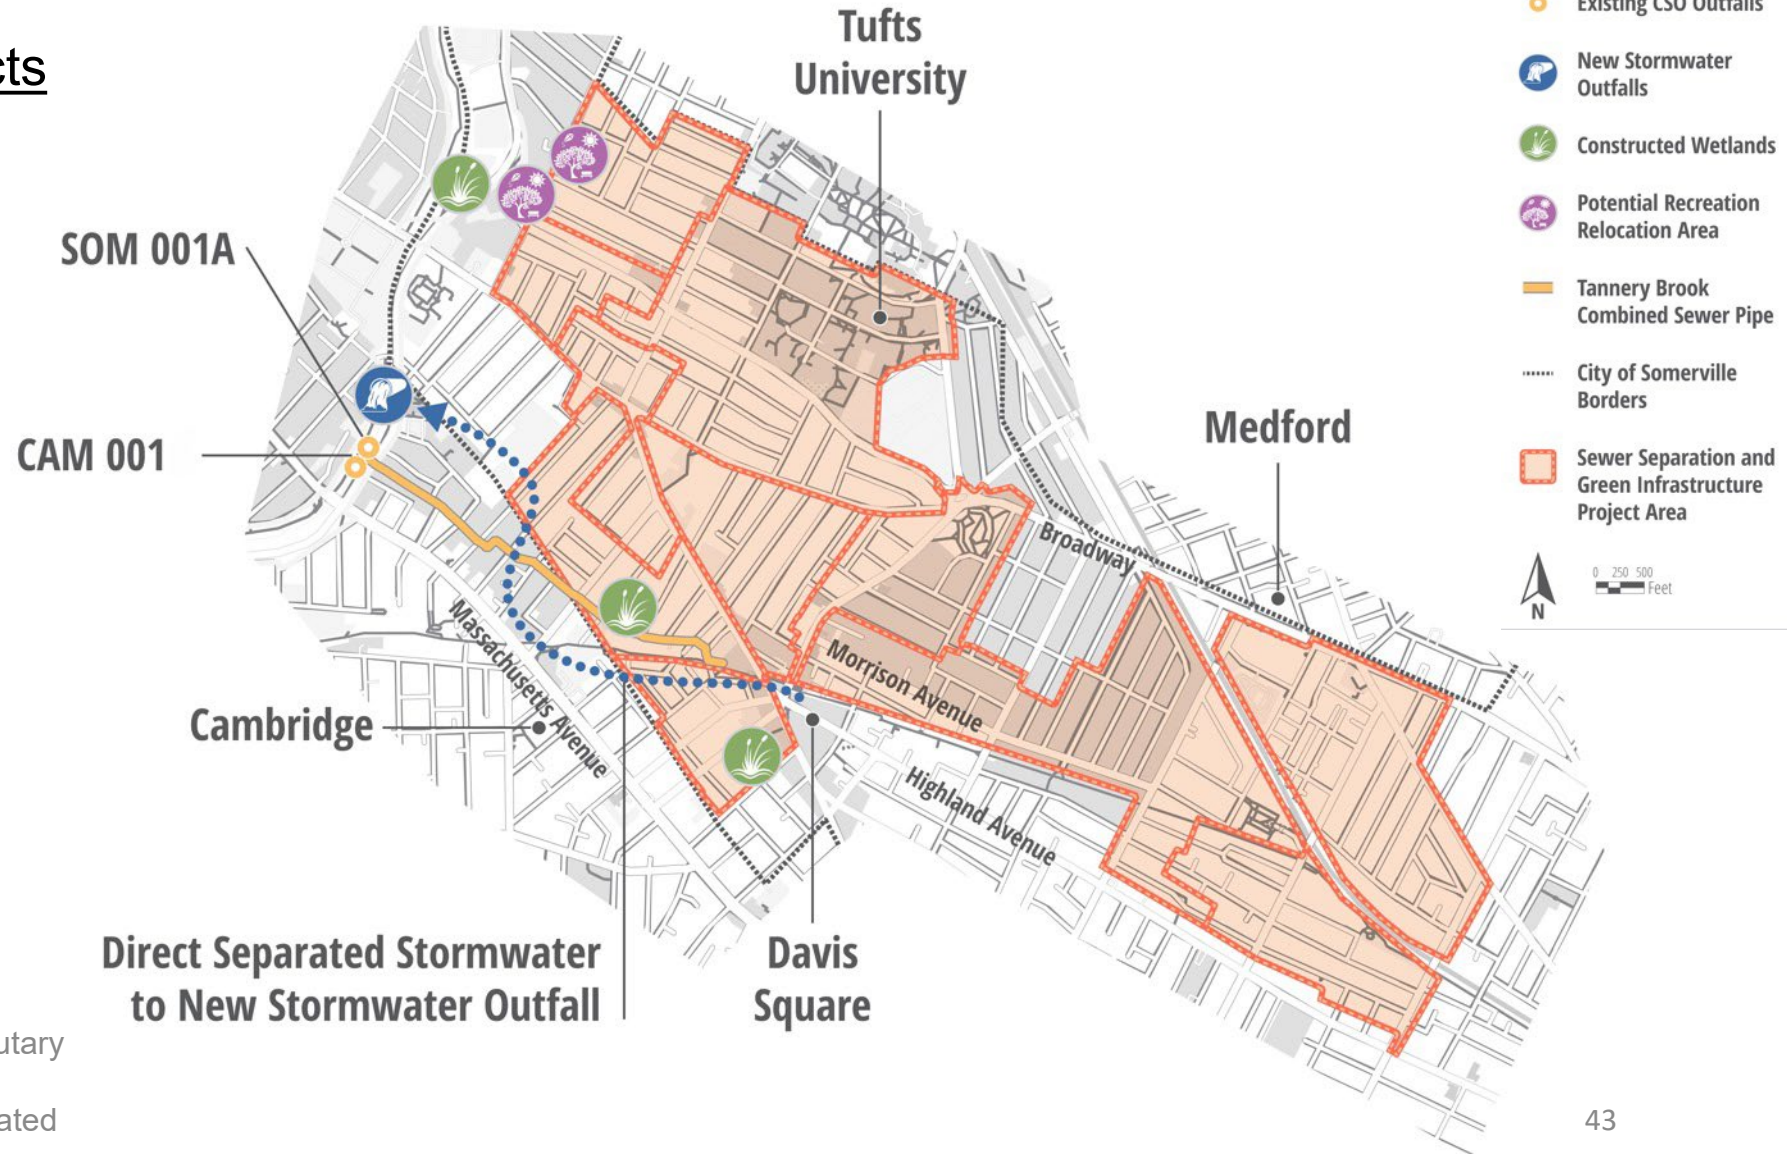 cts
Tufts
University
SOM 001A
CAM 001
Cambridge
Massachusetts Avenue
Direct Separated Stormwater
to New Stormwater Outfall
Davis
Square
Morrison Avenue
Highland Avenue
Broadway
Medford
Existing CSO Outfalls
New Stormwater
Outfalls
Constructed Wetlands
Potential Recreation
Relocation Area
Tannery Brook
Combined Sewer Pipe
City of Somerville
Borders
Sewer Separation and
Green Infrastructure
Project Area
N
0 250 500
Feet
utary
ated
43